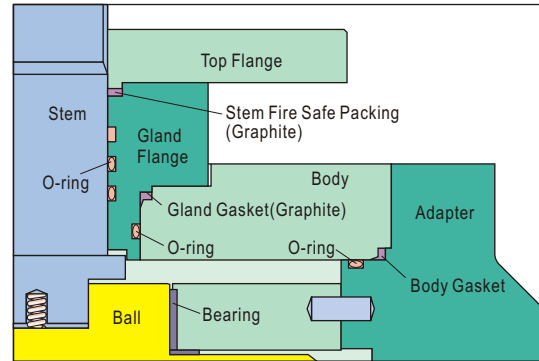 Top Flange
Stem
Stem Fire Safe Packing
(Graphite)
Gland
Flange
O-ring
Body
Gland Gasket(Graphite)
Adapter
O-ring
O-ring
Body Gasket
Ball
Bearing